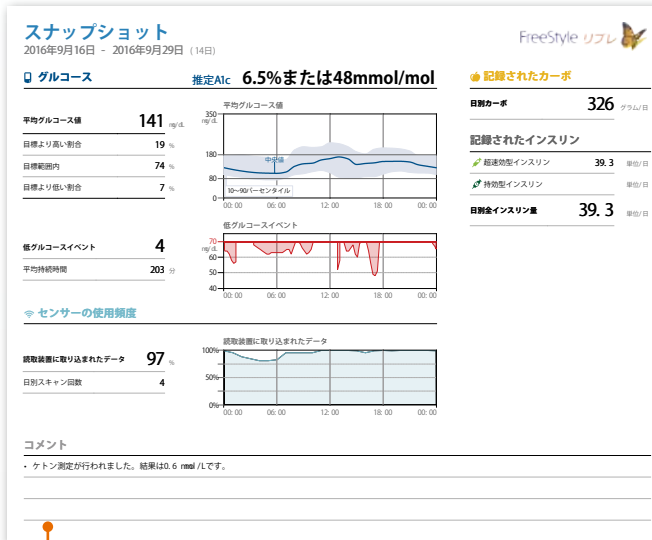 スナップショット
2016年9月16日 - 2016年9月29日 (14日)
FreeStyle リブレ
グルコース
推定A1c 6.5%または48mmol/mol
平均グルコース値 141 mg/dL
目標より高い割合 19 %
目標範囲内 74 %
目標より低い割合 7 %
平均グルコース値
mg/dL
350
180
80
0
中央値
10～90パーセンタイル
00:00 06:00 12:00 18:00 00:00
低グルコースイベント 4
平均持続時間 203 分
低グルコースイベント
mg/dL
70
60
50
40
00:00 06:00 12:00 18:00 00:00
センサーの使用頻度
読取装置に取り込まれたデータ 97 %
日別スキャン回数 4
読取装置に取り込まれたデータ
100%
50%
0%
00:00 06:00 12:00 18:00 00:00
記録されたカーボ
日別カーボ 326 グラム/日
記録されたインスリン
超速効型インスリン 39.3 単位/日
持効型インスリン 単位/日
日別全インスリン量 39.3 単位/日
コメント
• ケトン測定が行われました。結果は0.6 mmol/Lです。